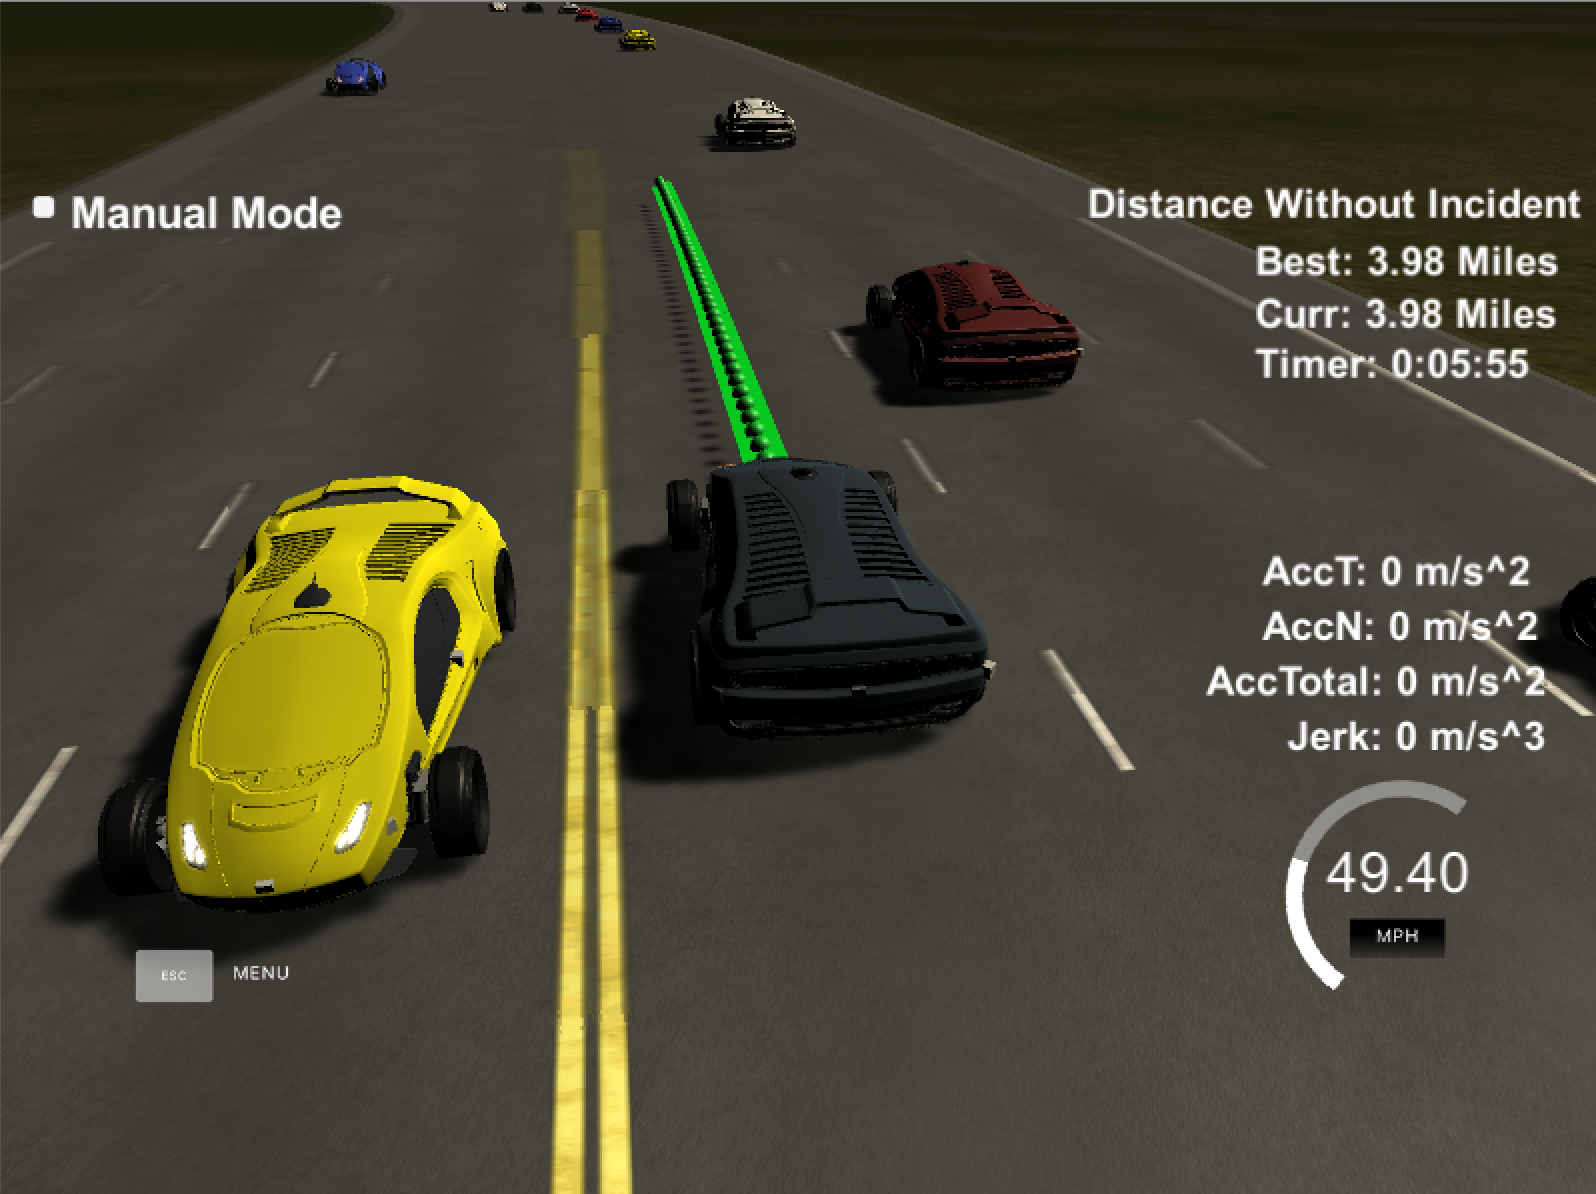 Manual Mode
Distance Without Incident
Best: 3.98 Miles
Curr: 3.98 Miles
Timer: 0:05:55
AccT: 0 m/s^2
AccN: 0 m/s^2
AccTotal: 0 m/s^2
Jerk: 0 m/s^3
49.40
MPH
ESC MENU